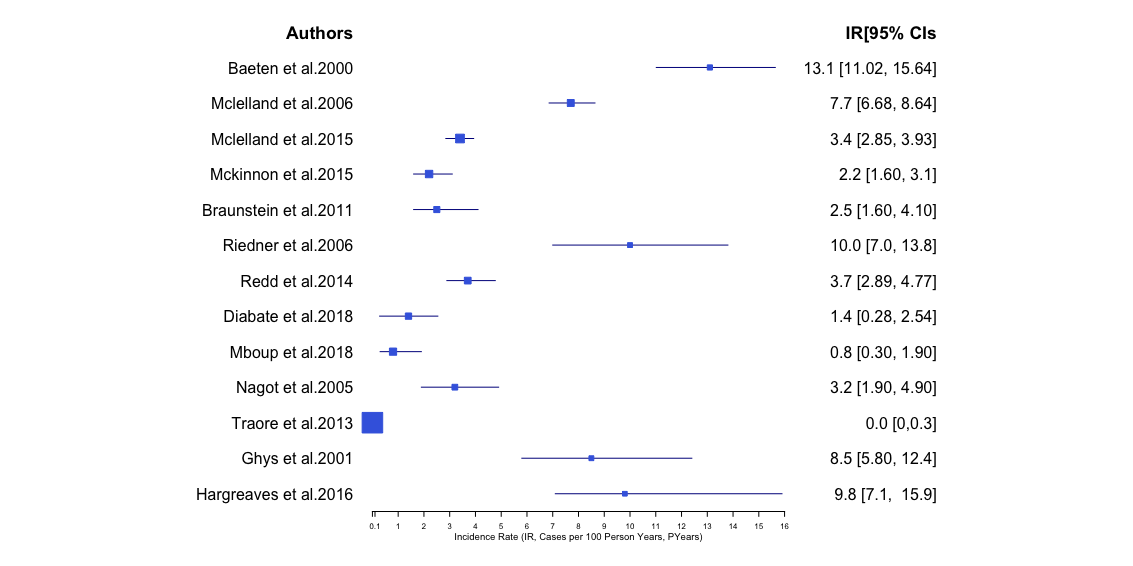 Authors IR[95% CIs
Baeten et al.2000 13.1 [11.02, 15.64]
Mclelland et al.2006 7.7 [6.68, 8.64]
Mclelland et al.2015 3.4 [2.85, 3.93]
Mckinnon et al.2015 2.2 [1.60, 3.1]
Braunstein et al.2011 2.5 [1.60, 4.10]
Riedner et al.2006 10.0 [7.0, 13.8]
Redd et al.2014 3.7 [2.89, 4.77]
Diabate et al.2018 1.4 [0.28, 2.54]
Mboup et al.2018 0.8 [0.30, 1.90]
Nagot et al.2005 3.2 [1.90, 4.90]
Traore et al.2013 0.0 [0,0.3]
Ghys et al.2001 8.5 [5.80, 12.4]
Hargreaves et al.2016 9.8 [7.1,  15.9]
0.1 1 2 3 4 5 6 7 8 9 10 11 12 13 14 15 16
Incidence Rate (IR, Cases per 100 Person Years, PYears)